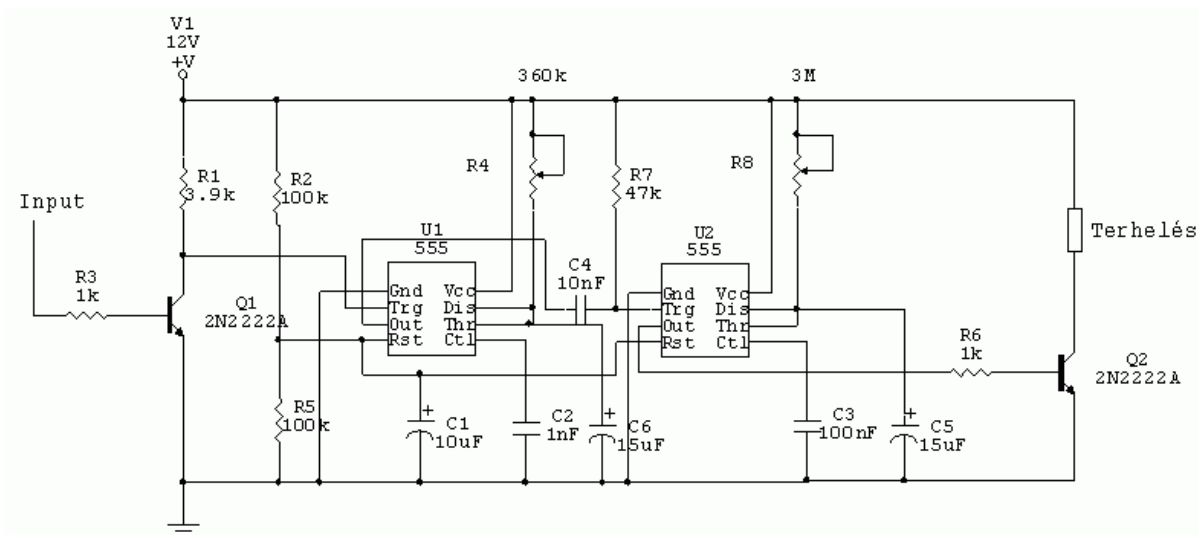 V1
12V
+V
360k
3M
R1
3.9k
R2
100k
R4
R7
47k
R8
Input
U1
555
U2
555
Terhelés
R3
1k
C4
10nF
Gnd
Vcc
Trg
Dis
Out
Thr
Rst
Ctl
Gnd
Vcc
Trg
Dis
Out
Thr
Rst
Ctl
Q1
2N2222A
R6
1k
Q2
2N2222A
R5
100k
C1
10uF
C2
1nF
C6
15uF
C3
100nF
C5
15uF
+
+
+